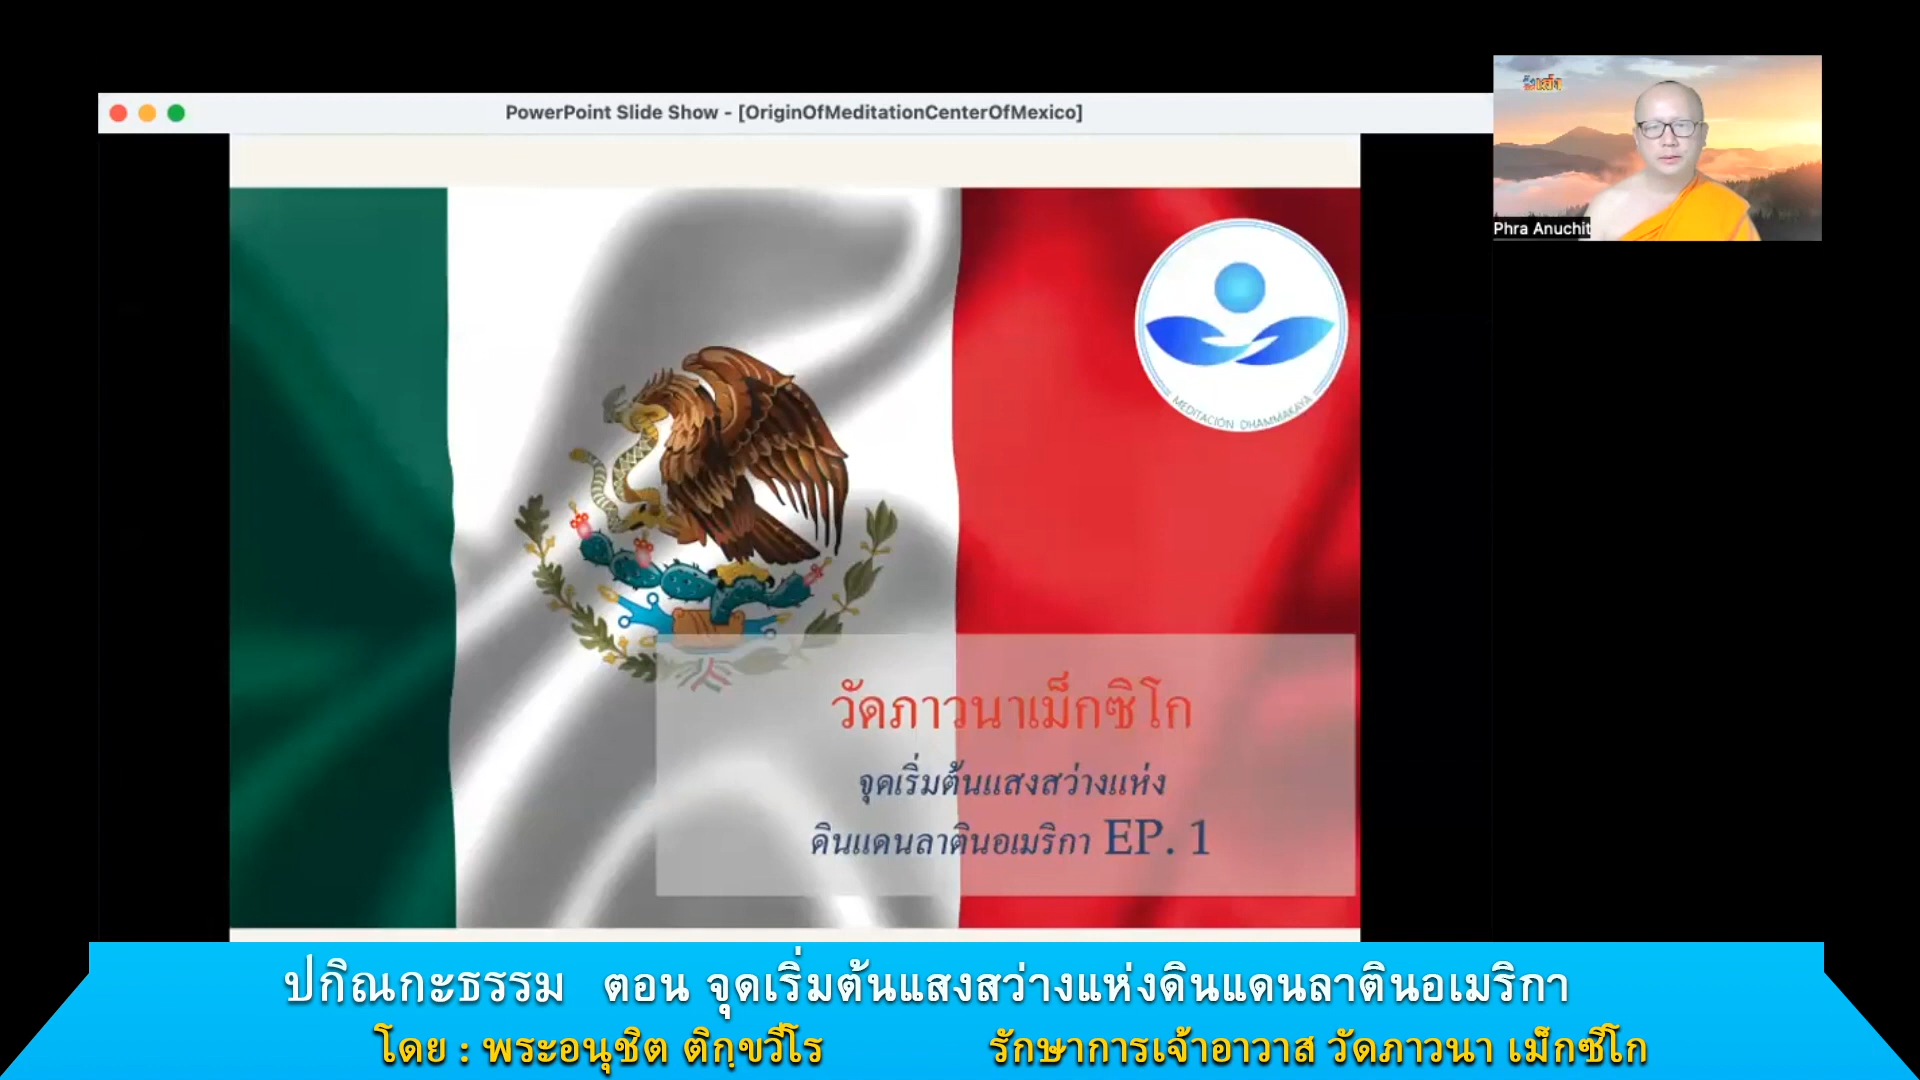 PowerPoint Slide Show - [OriginOfMeditationCenterOfMexico]
Phra Anuchit
MEDITACIÓN DHAMMAKAYA
วัดภาวนาเม็กซิโก
จุดเริ่มต้นแสงสว่างแห่ง
ดินแดนลาตินอเมริกา EP. 1
ปกิณกะธรรม ตอน จุดเริ่มต้นแสงสว่างแห่งดินแดนลาตินอเมริกา
โดย : พระอนุชิต ติกฺขวีโร รักษาการเจ้าอาวาส วัดภาวนา เม็กซิโก